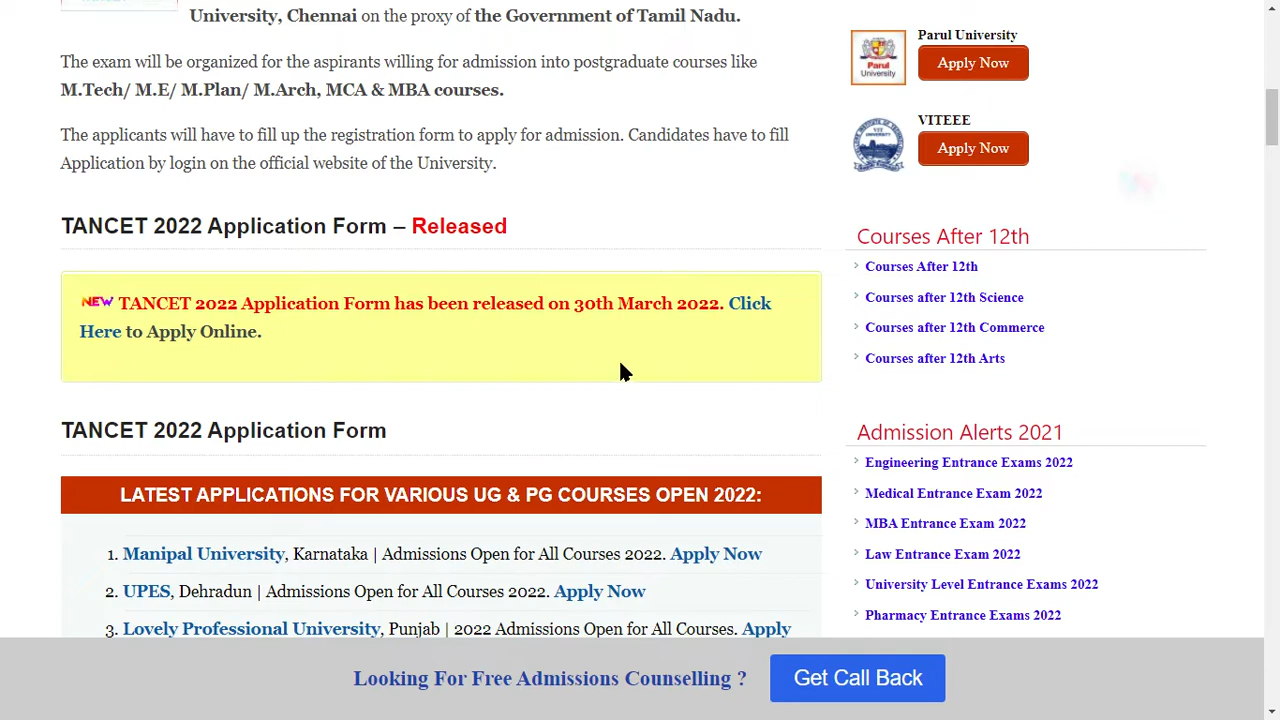 University, Chennai on the proxy of the Government of Tamil Nadu.
The exam will be organized for the aspirants willing for admission into postgraduate courses like
M.Tech/ M.E/ M.Plan/ M.Arch, MCA & MBA courses.
The applicants will have to fill up the registration form to apply for admission. Candidates have to fill
Application by login on the official website of the University.
TANCET 2022 Application Form – Released
NEW TANCET 2022 Application Form has been released on 30th March 2022. Click
Here to Apply Online.
TANCET 2022 Application Form
LATEST APPLICATIONS FOR VARIOUS UG & PG COURSES OPEN 2022:
1. Manipal University, Karnataka | Admissions Open for All Courses 2022. Apply Now
2. UPES, Dehradun | Admissions Open for All Courses 2022. Apply Now
3. Lovely Professional University, Punjab | 2022 Admissions Open for All Courses. Apply
Parul University
Parul
University
Apply Now
VITEEE
Apply Now
Courses After 12th
Courses After 12th
Courses after 12th Science
Courses after 12th Commerce
Courses after 12th Arts
Admission Alerts 2021
Engineering Entrance Exams 2022
Medical Entrance Exam 2022
MBA Entrance Exam 2022
Law Entrance Exam 2022
University Level Entrance Exams 2022
Pharmacy Entrance Exams 2022
Looking For Free Admissions Counselling ?
Get Call Back